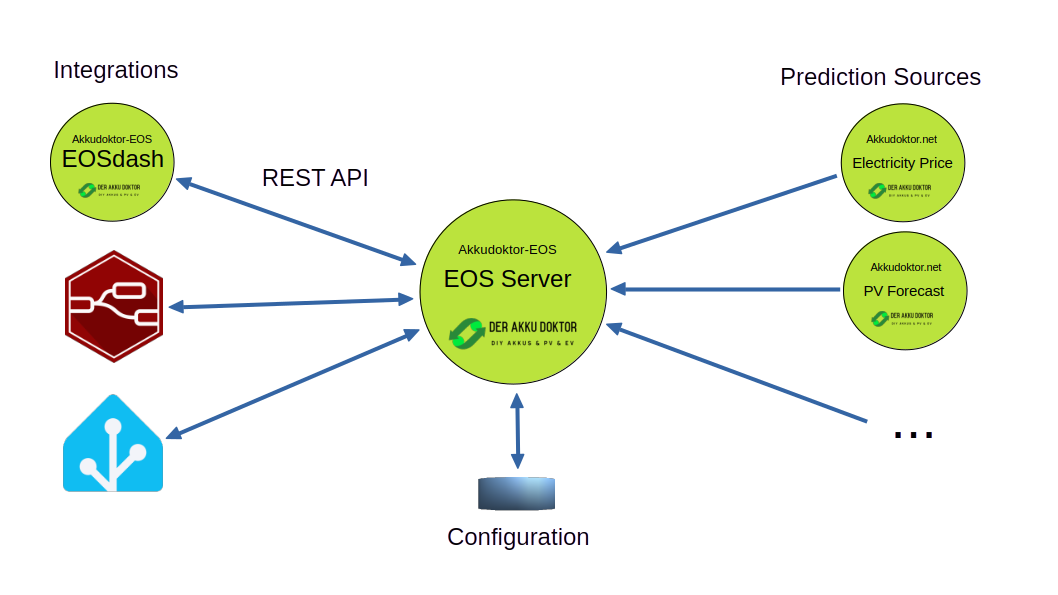 Integrations
Akkudoktor-EOS
EOSdash
DER AKKU DOKTOR
DIY AKKUS & PV & EV
REST API
Akkudoktor-EOS
EOS Server
DER AKKU DOKTOR
DIY AKKUS & PV & EV
Configuration
Prediction Sources
Akkudoktor.net
Electricity Price
DER AKKU DOKTOR
DIY AKKUS & PV & EV
Akkudoktor.net
PV Forecast
DER AKKU DOKTOR
DIY AKKUS & PV & EV
...